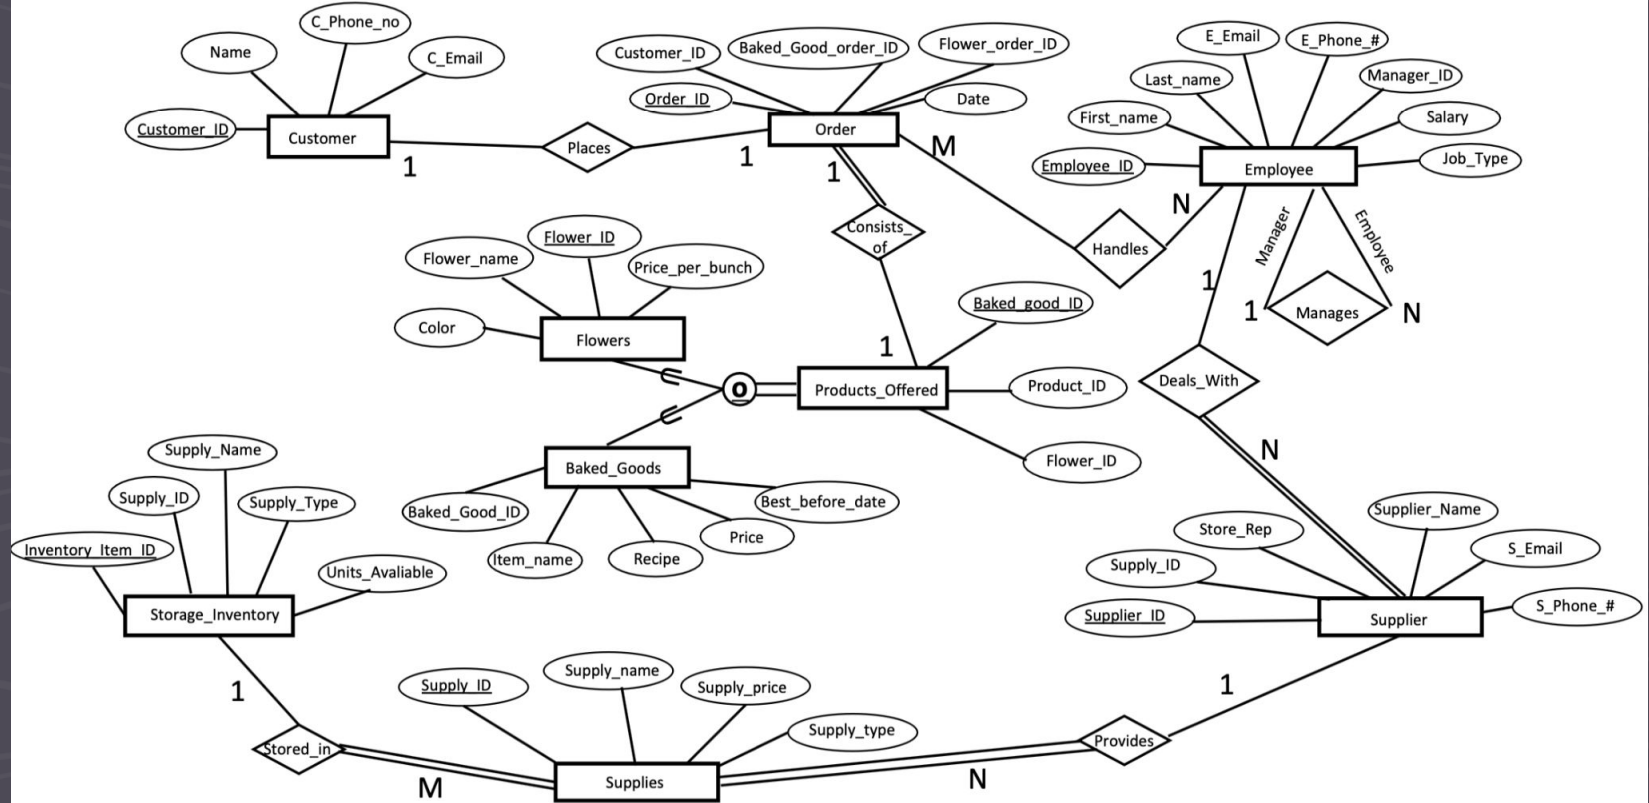 C_Phone_no
Name
C_Email
Customer_ID
Customer
1
Places
1
Customer_ID
Baked_Good_order_ID
Flower_order_ID
Order_ID
Date
Order
M
1
Consists_
of
1
Handles
N
E_Email
E_Phone_#
Last_name
Manager_ID
First_name
Salary
Employee_ID
Job_Type
Employee
Manager
Employee
1
Manages
N
1
Deals_With
N
Flower_ID
Flower_name
Price_per_bunch
Color
Flowers
O
Baked_good_ID
Products_Offered
Product_ID
Flower_ID
Baked_Goods
Baked_Good_ID
Best_before_date
Item_name
Recipe
Price
Supply_Name
Supply_ID
Supply_Type
Inventory_Item_ID
Units_Avaliable
Storage_Inventory
1
Stored_in
M
Supply_ID
Supply_name
Supply_price
Supply_type
Supplies
N
Provides
1
Supplier_Name
Store_Rep
S_Email
Supply_ID
S_Phone_#
Supplier_ID
Supplier